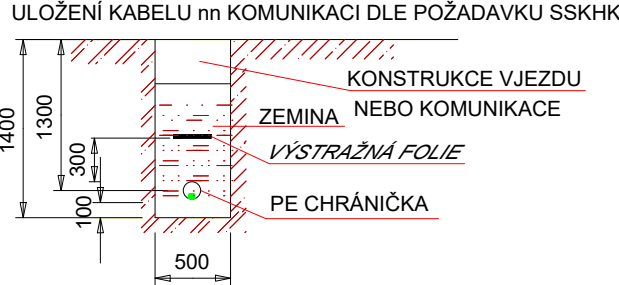 ULOŽENÍ KABELU nn KOMUNIKACI DLE POŽADAVKU SSKHK
KONSTRUKCE VJEZDU
NEBO KOMUNIKACE
ZEMINA
VÝSTRAŽNÁ FOLIE
PE CHRÁNIČKA
1400
1300
300
100
500